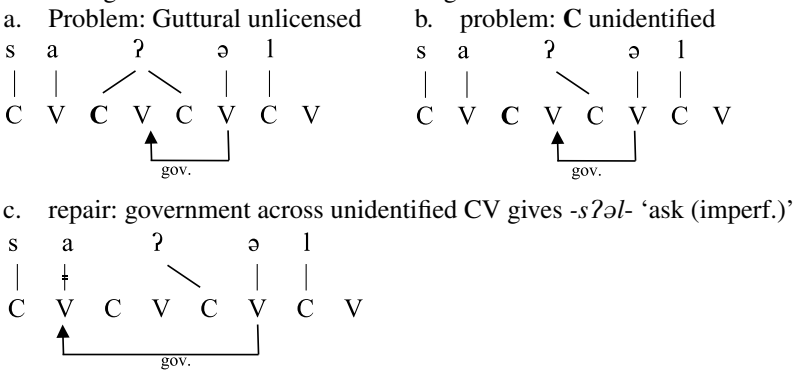 a. Problem: Guttural unlicensed b. problem: C unidentified
s a ʔ ə l s a ʔ ə l
C V C V C V C V C V C V C V C V
gov. gov.
c. repair: government across unidentified CV gives -sʔəl- ‘ask (imperf.)’
s a ʔ ə l
C V C V C V C V
gov.